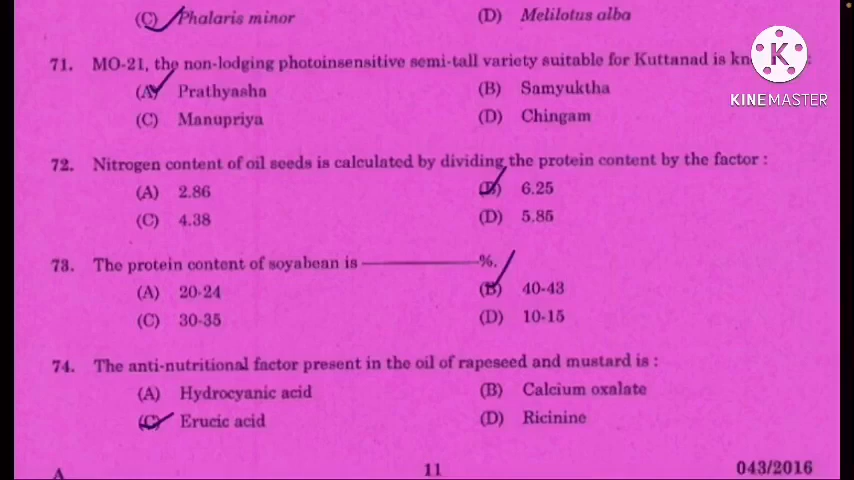 (C) Phalaris minor (D) Melilotus alba
71. MO-21, the non-lodging photoinsensitive semi-tall variety suitable for Kuttanad is :
(A) Prathyasha (B) Samyuktha
(C) Manupriya (D) Chingam
72. Nitrogen content of oil seeds is calculated by dividing the protein content by the factor :
(A) 2.86 (B) 6.25
(C) 4.38 (D) 5.85
73. The protein content of soyabean is ———————— %.
(A) 20-24 (B) 40-43
(C) 30-35 (D) 10-15
74. The anti-nutritional factor present in the oil of rapeseed and mustard is :
(A) Hydrocyanic acid (B) Calcium oxalate
(C) Erucic acid (D) Ricinine
A 11 043/2016
K
KINEMASTER